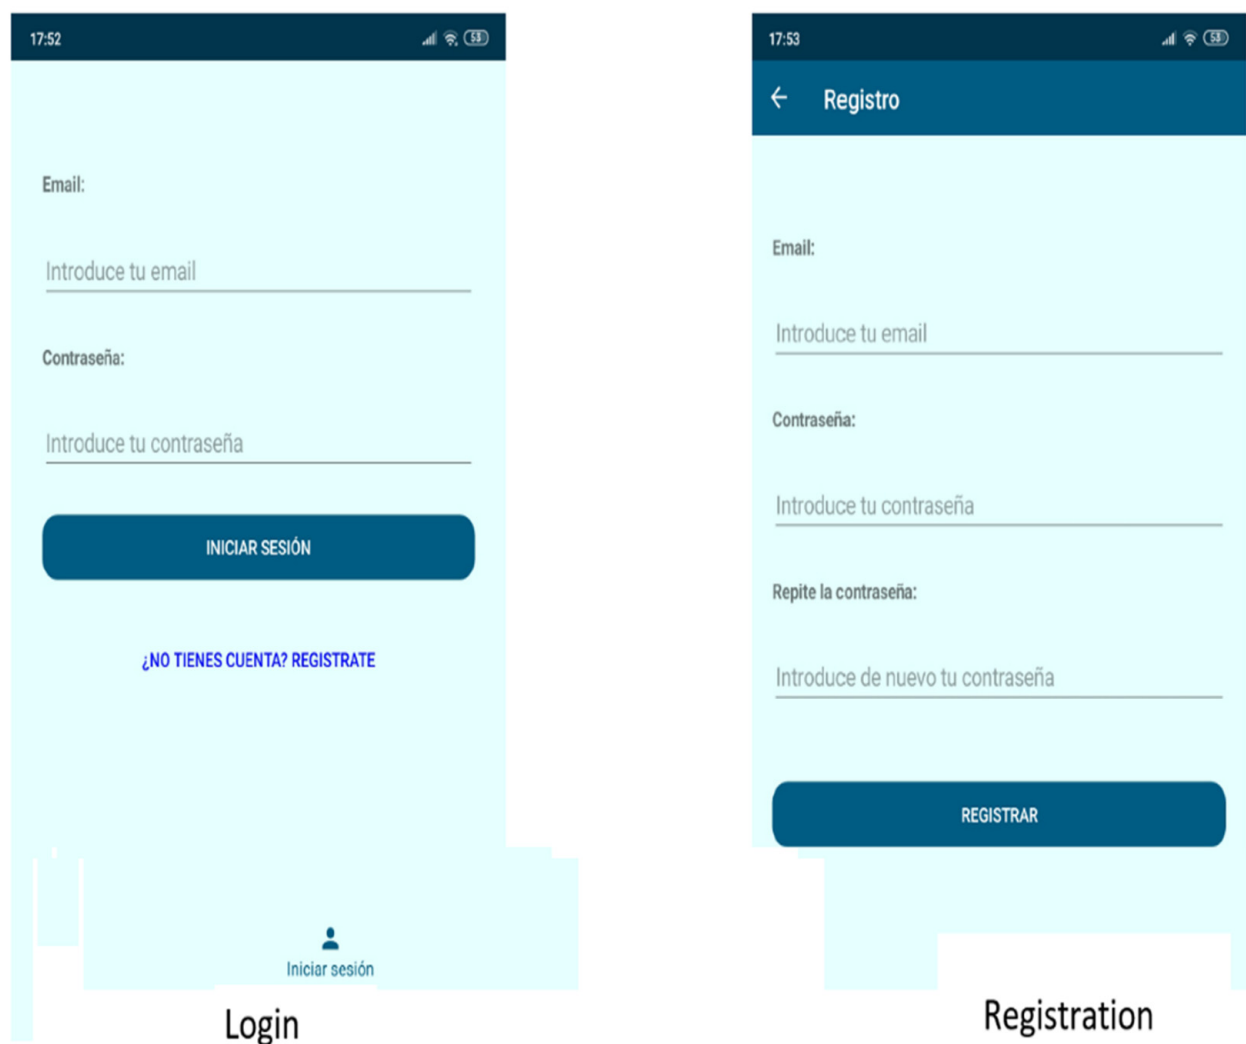 17:52
53
Email:
Introduce tu email
Contraseña:
Introduce tu contraseña
INICIAR SESIÓN
¿NO TIENES CUENTA? REGISTRATE
Iniciar sesión
Login
17:53
53
Registro
Email:
Introduce tu email
Contraseña:
Introduce tu contraseña
Repite la contraseña:
Introduce de nuevo tu contraseña
REGISTRAR
Registration